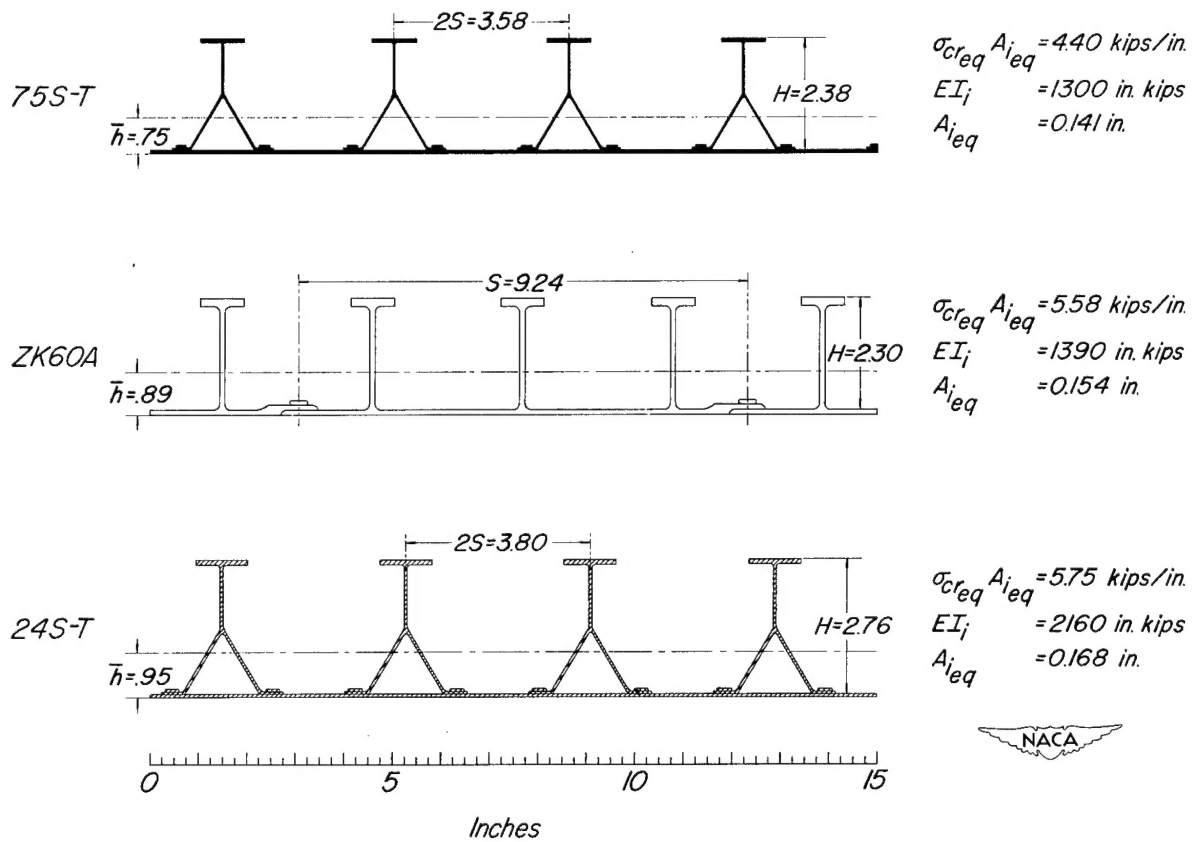 2S=3.58
75S-T
H=2.38
h̄=.75
σcreq Aieq =4.40 kips/in.
EIi =1300 in. kips
Aieq =0.141 in.
S=9.24
ZK60A
H=2.30
h̄=.89
σcreq Aieq =5.58 kips/in.
EIi =1390 in. kips
Aieq =0.154 in.
2S=3.80
24S-T
H=2.76
h̄=.95
σcreq Aieq =5.75 kips/in.
EIi =2160 in. kips
Aieq =0.168 in.
NACA
0 5 10 15
Inches